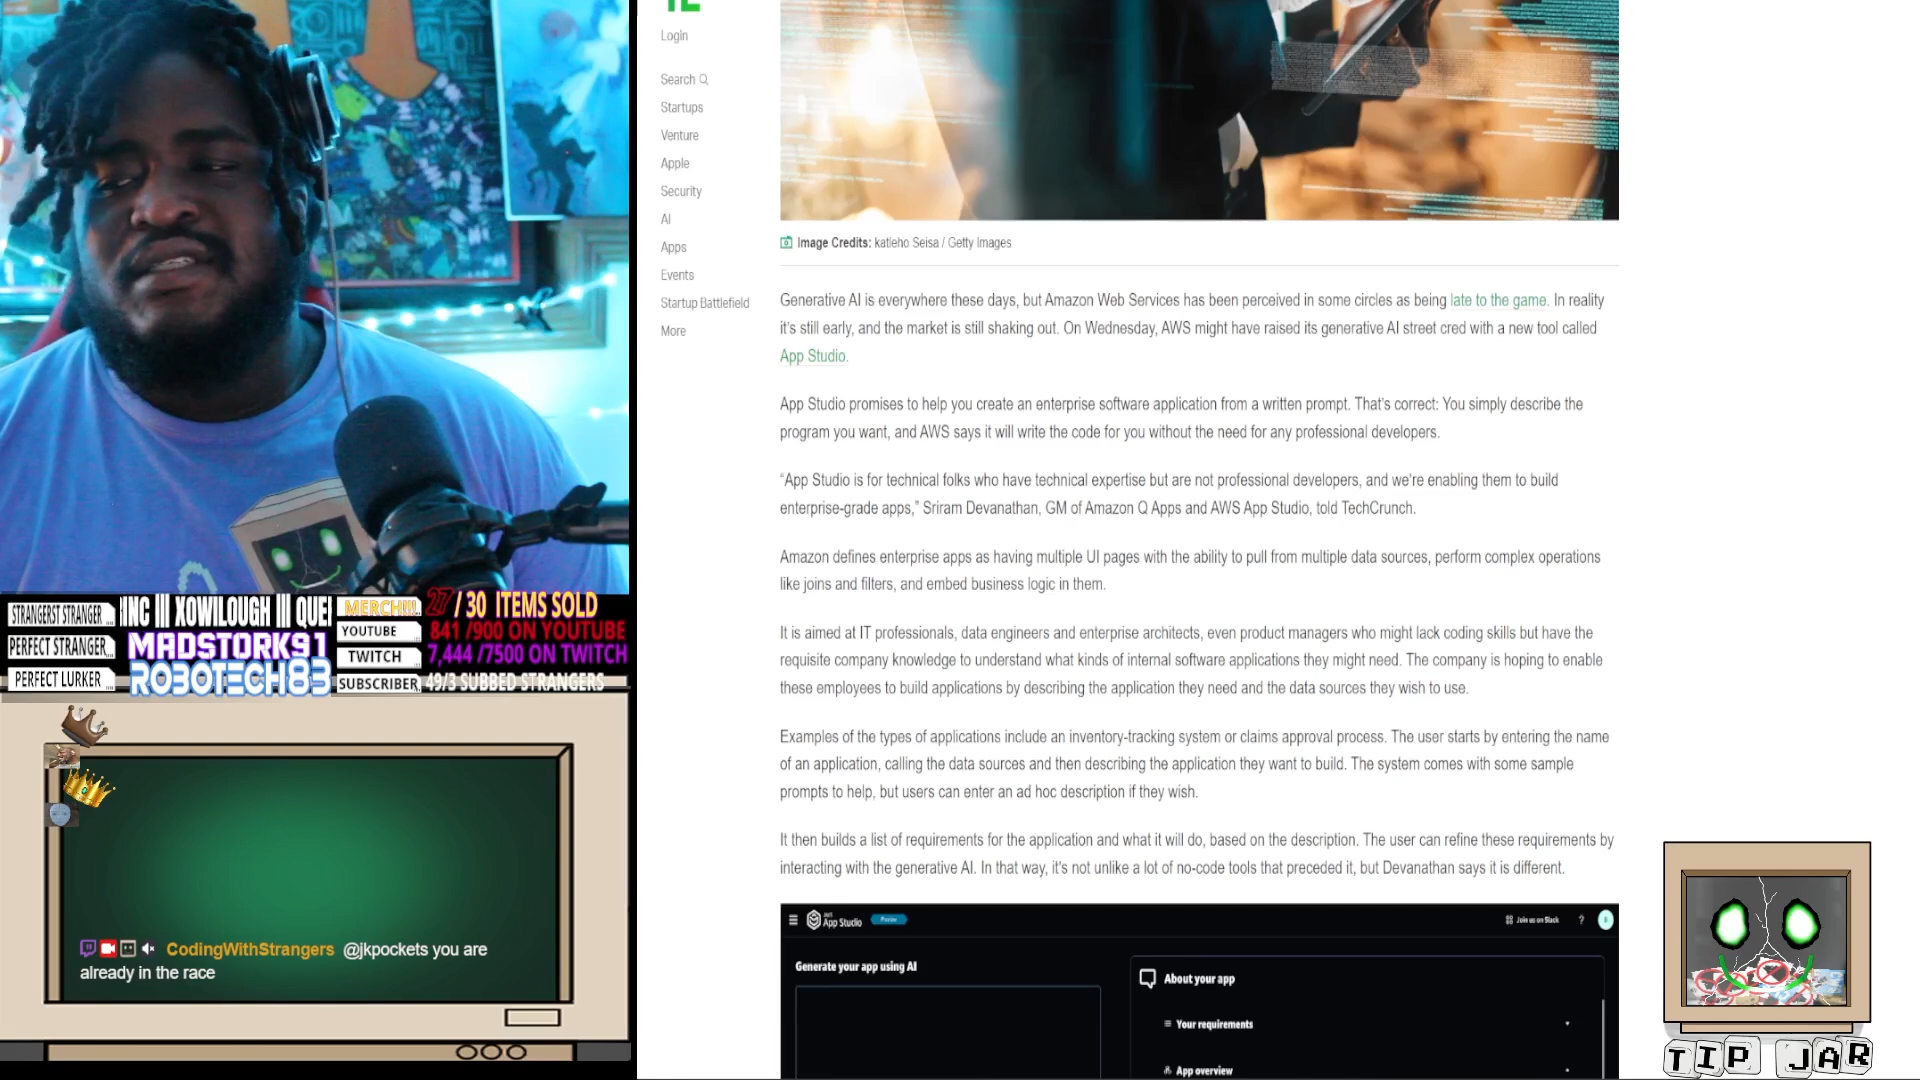 Login
Search
Startups
Venture
Apple
Security
AI
Apps
Events
Startup Battlefield
More
Image Credits: katleho Seisa / Getty Images
Generative AI is everywhere these days, but Amazon Web Services has been perceived in some circles as being late to the game. In reality
it's still early, and the market is still shaking out. On Wednesday, AWS might have raised its generative AI street cred with a new tool called
App Studio.
App Studio promises to help you create an enterprise software application from a written prompt. That's correct: You simply describe the
program you want, and AWS says it will write the code for you without the need for any professional developers.
“App Studio is for technical folks who have technical expertise but are not professional developers, and we're enabling them to build
enterprise-grade apps,” Sriram Devanathan, GM of Amazon Q Apps and AWS App Studio, told TechCrunch.
Amazon defines enterprise apps as having multiple UI pages with the ability to pull from multiple data sources, perform complex operations
like joins and filters, and embed business logic in them.
It is aimed at IT professionals, data engineers and enterprise architects, even product managers who might lack coding skills but have the
requisite company knowledge to understand what kinds of internal software applications they might need. The company is hoping to enable
these employees to build applications by describing the application they need and the data sources they wish to use.
Examples of the types of applications include an inventory-tracking system or claims approval process. The user starts by entering the name
of an application, calling the data sources and then describing the application they want to build. The system comes with some sample
prompts to help, but users can enter an ad hoc description if they wish.
It then builds a list of requirements for the application and what it will do, based on the description. The user can refine these requirements by
interacting with the generative AI. In that way, it's not unlike a lot of no-code tools that preceded it, but Devanathan says it is different.
aws
App Studio
Join us on Slack
?
Generate your app using AI
About your app
Your requirements
App overview
STRANGERST STRANGER
INC ||| XOWILOUGH ||| QUE
PERFECT STRANGER
MADSTORK91
PERFECT LURKER
ROBOTECH83
MERCH!!! 27/ 30 ITEMS SOLD
YOUTUBE 841 /900 ON YOUTUBE
TWITCH 7,444 /7500 ON TWITCH
SUBSCRIBER 49/3 SUBBED STRANGERS
CodingWithStrangers @jkpockets you are
already in the race
TIP JAR